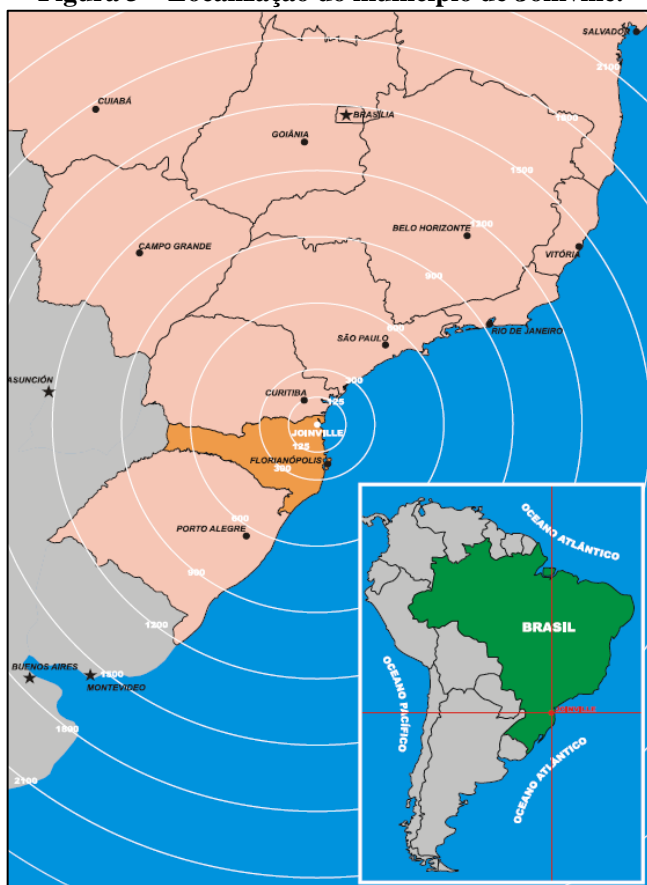 Figura 3 – Localização do município de Joinville.
SALVADOR
2100
CUIABÁ
1800
BRASÍLIA
GOIÂNIA
1500
BELO HORIZONTE
1200
CAMPO GRANDE
VITÓRIA
900
600
RIO DE JANEIRO
SÃO PAULO
300
ASUNCIÓN
CURITIBA
125
JOINVILLE
125
FLORIANÓPOLIS
300
600
PORTO ALEGRE
900
1200
BUENOS AIRES
1500
MONTEVIDEO
1800
2100
OCEANO ATLÂNTICO
BRASIL
OCEANO PACÍFICO
OCEANO ATLÂNTICO